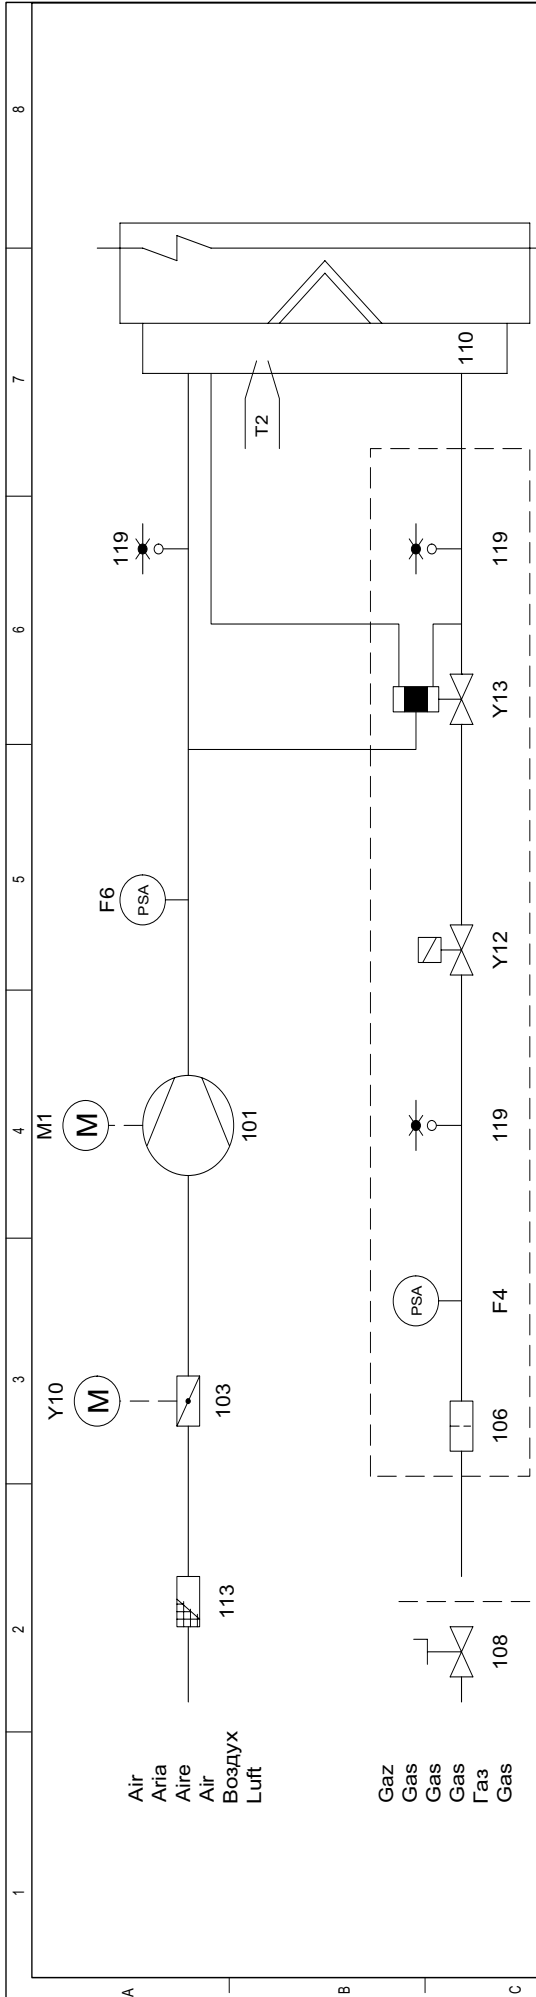 1
2
3
4
5
6
7
8
A
B
C
Air
Aria
Aire
Air
Воздух
Luft
113
Y10
M
103
M1
M
101
F6
PSA
119
T2
110
Gaz
Gas
Gas
Gas
Газ
Gas
108
106
PSA
F4
119
Y12
Y13
119